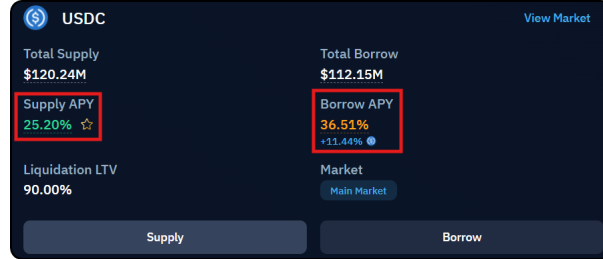 USDC
View Market
Total Supply
Total Borrow
$120.24M
$112.15M
Supply APY
Borrow APY
25.20%
36.51%
+11.44%
Liquidation LTV
Market
90.00%
Main Market
Supply
Borrow